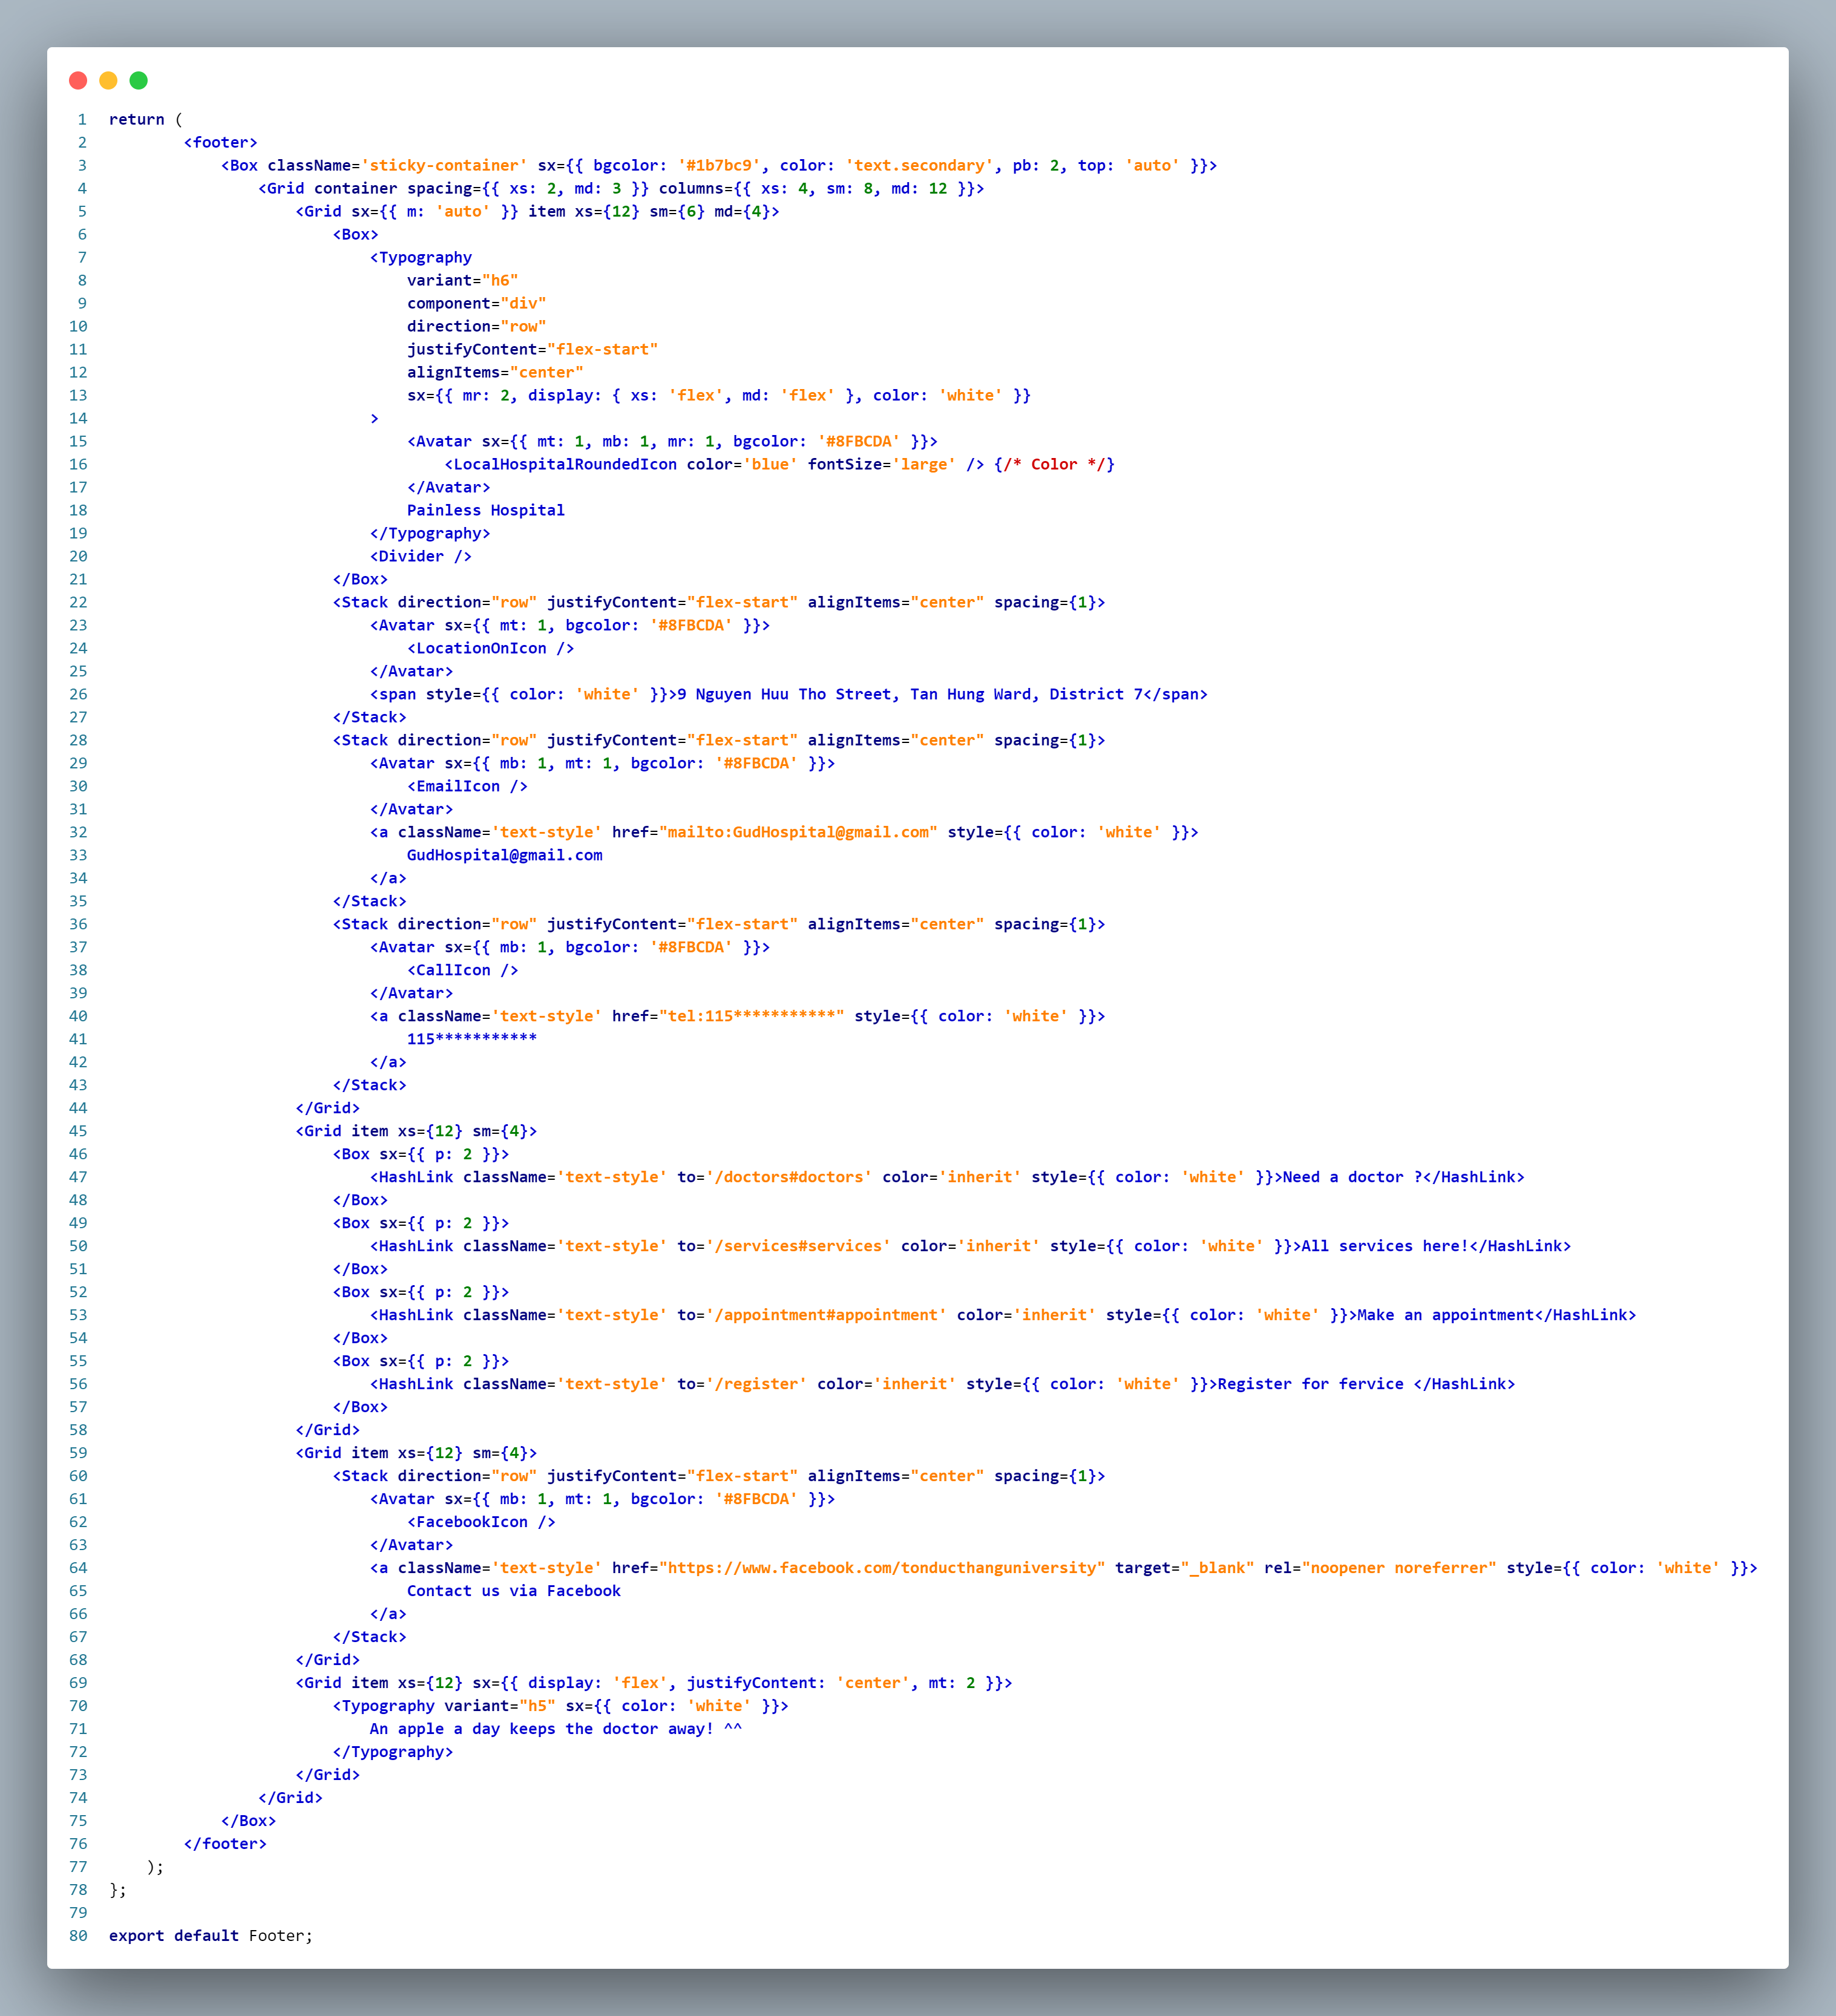 1 return (
2         <footer>
3             <Box className='sticky-container' sx={{ bgcolor: '#1b7bc9', color: 'text.secondary', pb: 2, top: 'auto' }}>
4                 <Grid container spacing={{ xs: 2, md: 3 }} columns={{ xs: 4, sm: 8, md: 12 }}>
5                     <Grid sx={{ m: 'auto' }} item xs={12} sm={6} md={4}>
6                         <Box>
7                             <Typography
8                                 variant="h6"
9                                 component="div"
10                                 direction="row"
11                                 justifyContent="flex-start"
12                                 alignItems="center"
13                                 sx={{ mr: 2, display: { xs: 'flex', md: 'flex' }, color: 'white' }}
14                             >
15                                 <Avatar sx={{ mt: 1, mb: 1, mr: 1, bgcolor: '#8FBCDA' }}>
16                                     <LocalHospitalRoundedIcon color='blue' fontSize='large' /> {/* Color */}
17                                 </Avatar>
18                                 Painless Hospital
19                             </Typography>
20                             <Divider />
21                         </Box>
22                         <Stack direction="row" justifyContent="flex-start" alignItems="center" spacing={1}>
23                             <Avatar sx={{ mt: 1, bgcolor: '#8FBCDA' }}>
24                                 <LocationOnIcon />
25                             </Avatar>
26                             <span style={{ color: 'white' }}>9 Nguyen Huu Tho Street, Tan Hung Ward, District 7</span>
27                         </Stack>
28                         <Stack direction="row" justifyContent="flex-start" alignItems="center" spacing={1}>
29                             <Avatar sx={{ mb: 1, mt: 1, bgcolor: '#8FBCDA' }}>
30                                 <EmailIcon />
31                             </Avatar>
32                             <a className='text-style' href="mailto:GudHospital@gmail.com" style={{ color: 'white' }}>
33                                 GudHospital@gmail.com
34                             </a>
35                         </Stack>
36                         <Stack direction="row" justifyContent="flex-start" alignItems="center" spacing={1}>
37                             <Avatar sx={{ mb: 1, bgcolor: '#8FBCDA' }}>
38                                 <CallIcon />
39                             </Avatar>
40                             <a className='text-style' href="tel:115***********" style={{ color: 'white' }}>
41                                 115***********
42                             </a>
43                         </Stack>
44                     </Grid>
45                     <Grid item xs={12} sm={4}>
46                         <Box sx={{ p: 2 }}>
47                             <HashLink className='text-style' to='/doctors#doctors' color='inherit' style={{ color: 'white' }}>Need a doctor ?</HashLink>
48                         </Box>
49                         <Box sx={{ p: 2 }}>
50                             <HashLink className='text-style' to='/services#services' color='inherit' style={{ color: 'white' }}>All services here!</HashLink>
51                         </Box>
52                         <Box sx={{ p: 2 }}>
53                             <HashLink className='text-style' to='/appointment#appointment' color='inherit' style={{ color: 'white' }}>Make an appointment</HashLink>
54                         </Box>
55                         <Box sx={{ p: 2 }}>
56                             <HashLink className='text-style' to='/register' color='inherit' style={{ color: 'white' }}>Register for fervice </HashLink>
57                         </Box>
58                     </Grid>
59                     <Grid item xs={12} sm={4}>
60                         <Stack direction="row" justifyContent="flex-start" alignItems="center" spacing={1}>
61                             <Avatar sx={{ mb: 1, mt: 1, bgcolor: '#8FBCDA' }}>
62                                 <FacebookIcon />
63                             </Avatar>
64                             <a className='text-style' href="https://www.facebook.com/tonducthanguniversity" target="_blank" rel="noopener noreferrer" style={{ color: 'white' }}>
65                                 Contact us via Facebook
66                             </a>
67                         </Stack>
68                     </Grid>
69                     <Grid item xs={12} sx={{ display: 'flex', justifyContent: 'center', mt: 2 }}>
70                         <Typography variant="h5" sx={{ color: 'white' }}>
71                             An apple a day keeps the doctor away! ^^
72                         </Typography>
73                     </Grid>
74                 </Grid>
75             </Box>
76         </footer>
77     );
78 };
79
80 export default Footer;